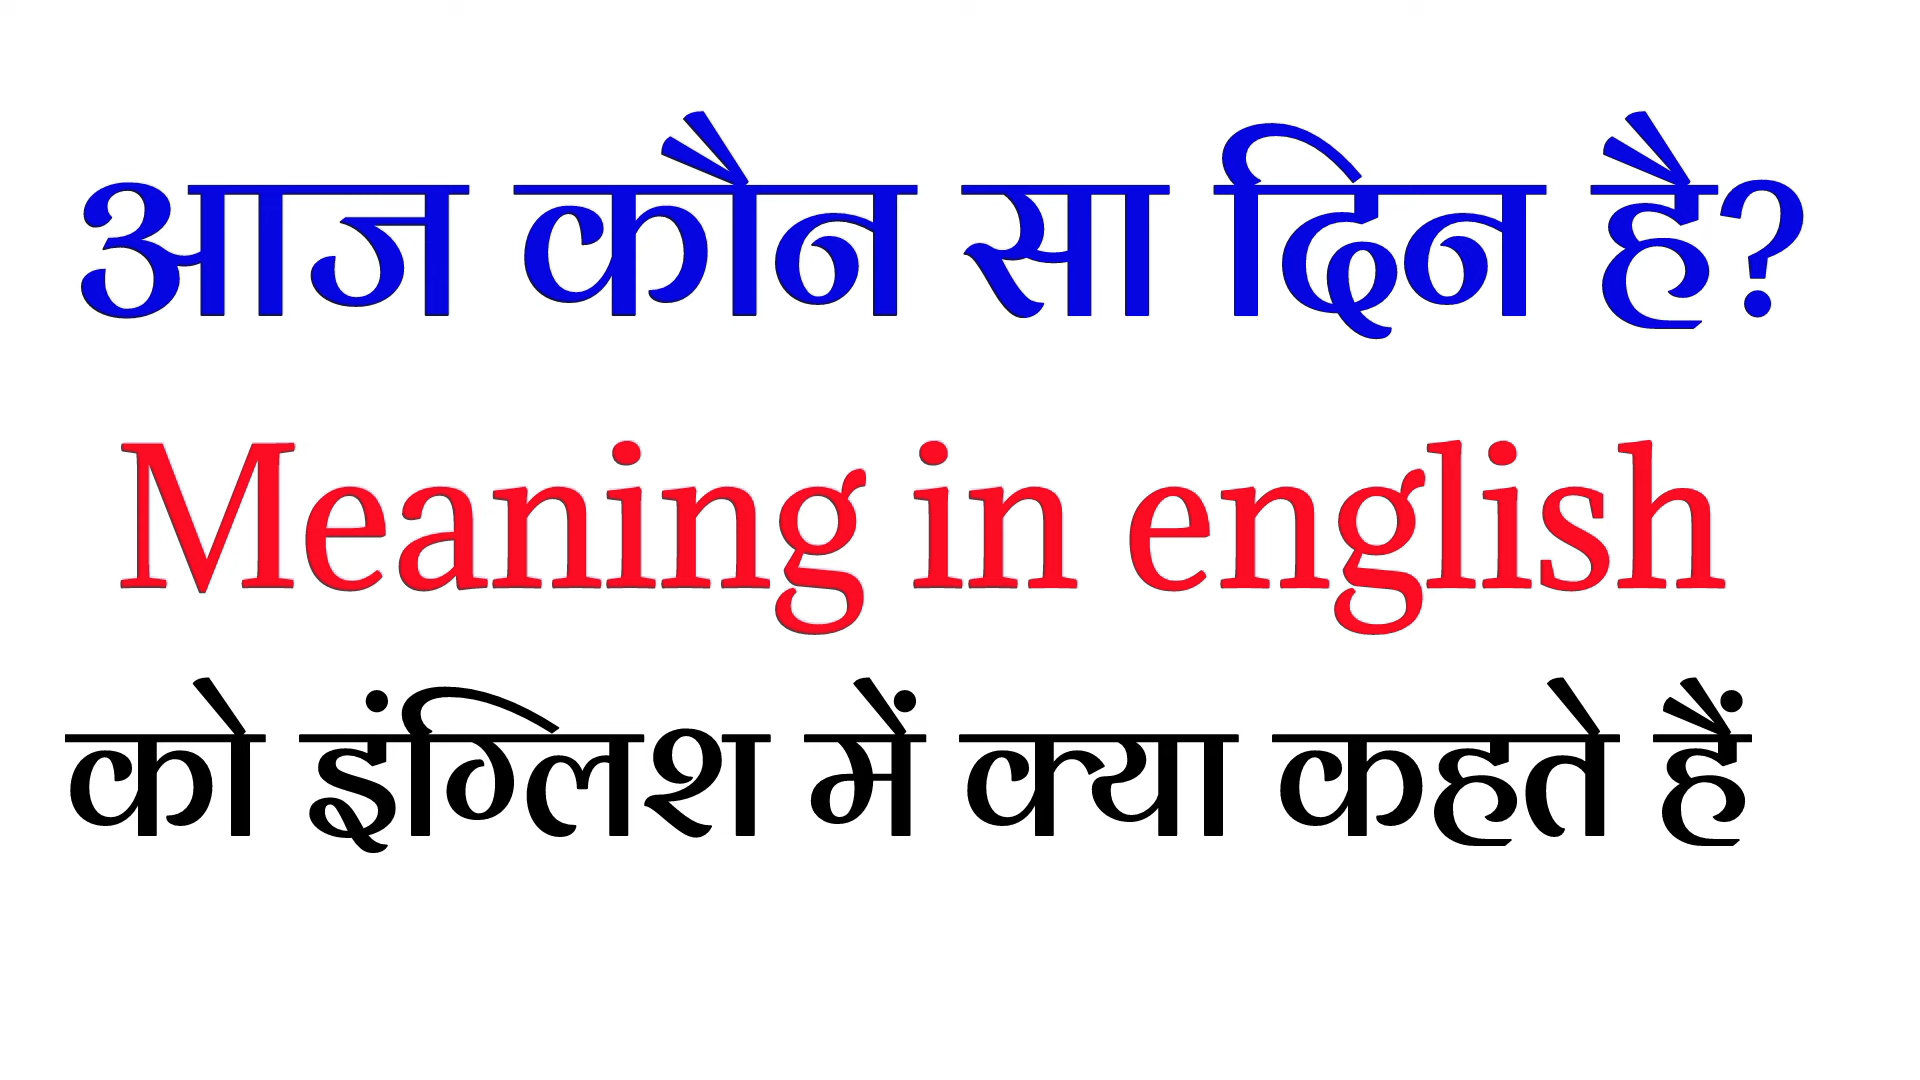 आज कौन सा दिन है?
Meaning in english
को इंग्लिश में क्या कहते हैं